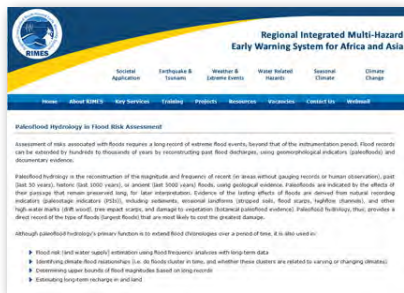 RIMES
Regional Integrated Multi-Hazard
Early Warning System for Africa and Asia
Societal Application
Earthquake & Tsunami
Weather & Extreme Events
Water Related Hazards
Seasonal Climate
Climate Change
Home About RIMES Key Services Training Projects Resources Vacancies Contact Us Webmail
Paleoflood Hydrology in Flood Risk Assessment
Assessment of risks associated with floods requires a long record of extreme flood events, beyond that of the instrumentation period. Flood records
can be extended by hundreds to thousands of years by reconstructing past flood discharges, using geomorphological indicators (paleofloods) and
documentary evidence.
Paleoflood hydrology is the reconstruction of the magnitude and frequency of recent (in areas without gauging records or human observation), past
(last 50 years), historic (last 1000 years), or ancient (last 5000 years) floods, using geological evidence. Paleofloods are indicated by the effects of
their passage that remain preserved long, for later interpretation. Evidence of the lasting effects of floods are derived from natural recording
indicators (paleostage indicators (PSIs)), including sediments, erosional landforms (stripped soils, flood scarps, highflow channels), and other
high-water marks (drift wood), tree impact scarps, and damage to vegetation (botanical paleoflood evidence). Paleoflood hydrology, thus, provides a
direct record of the type of floods (largest floods) that are most likely to cost the greatest damage.
Although paleoflood hydrology's primary function is to extend flood chronologies over a period of time, it is also used in:
Flood risk (and water supply) estimation using flood frequency analyses with long-term data
Identifying climate-flood relationships (i.e. do floods cluster in time, and whether these clusters are related to varying or changing climates)
Determining upper bounds of flood magnitudes based on long records
Estimating long-term recharge in arid land